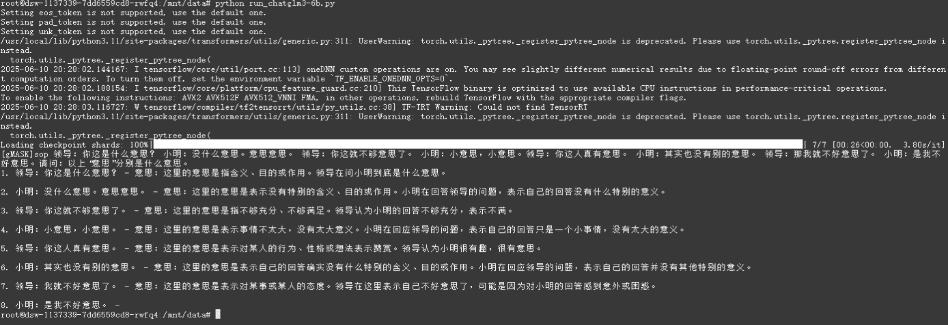 root@dsw-1137339-7dd6559cd8-rwfq4:/mnt/data# python run_chatglm3-6b.py
Setting eos_token is not supported, use the default one.
Setting pad_token is not supported, use the default one.
Setting unk_token is not supported, use the default one.
/usr/local/lib/python3.11/site-packages/transformers/utils/generic.py:311: UserWarning: torch.utils._pytree._register_pytree_node is deprecated. Please use torch.utils._pytree.register_pytree_node i
nstead.
  torch.utils._pytree._register_pytree_node(
2025-06-10 20:28:02.144167: I tensorflow/core/util/port.cc:113] oneDNN custom operations are on. You may see slightly different numerical results due to floating-point round-off errors from differen
t computation orders. To turn them off, set the environment variable `TF_ENABLE_ONEDNN_OPTS=0`.
2025-06-10 20:28:02.180154: I tensorflow/core/platform/cpu_feature_guard.cc:210] This TensorFlow binary is optimized to use available CPU instructions in performance-critical operations.
To enable the following instructions: AVX2 AVX512F AVX512_VNNI FMA, in other operations, rebuild TensorFlow with the appropriate compiler flags.
2025-06-10 20:28:03.116727: W tensorflow/compiler/tf2tensorrt/utils/py_utils.cc:38] TF-TRT Warning: Could not find TensorRT
/usr/local/lib/python3.11/site-packages/transformers/utils/generic.py:311: UserWarning: torch.utils._pytree._register_pytree_node is deprecated. Please use torch.utils._pytree.register_pytree_node i
nstead.
  torch.utils._pytree._register_pytree_node(
Loading checkpoint shards: 100%| | 7/7 [00:26<00:00, 3.80s/it]
[gMASK]sop 领导：你这是什么意思？ 小明：没什么意思。意思意思。 领导：你这就不够意思了。 小明：小意思，小意思。领导：你这人真有意思。 小明：其实也没有别的意思。 领导：那我就不好意思了。 小明：是我不
好意思。请问：以上“意思”分别是什么意思。
1. 领导：你这是什么意思？ - 意思：这里的意思是指含义、目的或作用。领导在问小明到底是什么意思。
2. 小明：没什么意思。意思意思。 - 意思：这里的意思是表示没有特别的含义、目的或作用。小明在回答领导的问题，表示自己的回答没有什么特别的意义。
3. 领导：你这就不够意思了。 - 意思：这里的意思是指不够充分、不够满足。领导认为小明的回答不够充分，表示不满。
4. 小明：小意思，小意思。 - 意思：这里的意思是表示事情不太大，没有太大意义。小明在回应领导的问题，表示自己的回答只是一个小事情，没有太大的意义。
5. 领导：你这人真有意思。 - 意思：这里的意思是表示对某人的行为、性格或想法表示赞赏。领导认为小明很有趣，很有意思。
6. 小明：其实也没有别的意思。 - 意思：这里的意思是表示自己的回答确实没有什么特别的含义、目的或作用。小明在回应领导的问题，表示自己的回答并没有其他特别的意义。
7. 领导：我就不好意思了。 - 意思：这里的意思是表示对某事或某人的态度。领导在这里表示自己不好意思了，可能是因为对小明的回答感到意外或困惑。
8. 小明：是我不好意思。 -
root@dsw-1137339-7dd6559cd8-rwfq4:/mnt/data#